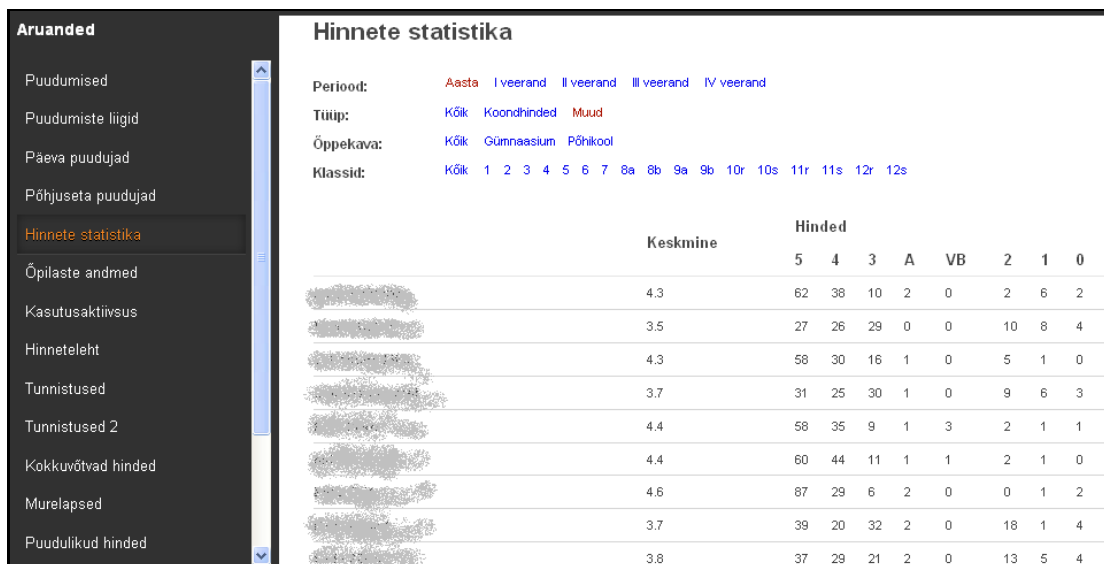 Aruanded
Puudumised
Puudumiste liigid
Päeva puudujad
Põhjuseta puudujad
Hinnete statistika
Õpilaste andmed
Kasutusaktiivsus
Hinneteleht
Tunnistused
Tunnistused 2
Kokkuvõtvad hinded
Murelapsed
Puudulikud hinded
Hinnete statistika
Periood: Aasta I veerand II veerand III veerand IV veerand
Tüüp: Kõik Koondhinded Muud
Õppekava: Kõik Gümnaasium Põhikool
Klassid: Kõik 1 2 3 4 5 6 7 8a 8b 9a 9b 10r 10s 11r 11s 12r 12s
Keskmine Hinded
5 4 3 A VB 2 1 0
4.3 62 38 10 2 0 2 6 2
3.5 27 26 29 0 0 10 8 4
4.3 58 30 16 1 0 5 1 0
3.7 31 25 30 1 0 9 6 3
4.4 58 35 9 1 3 2 1 1
4.4 60 44 11 1 1 2 1 0
4.6 87 29 6 2 0 0 1 2
3.7 39 20 32 2 0 18 1 4
3.8 37 29 21 2 0 13 5 4